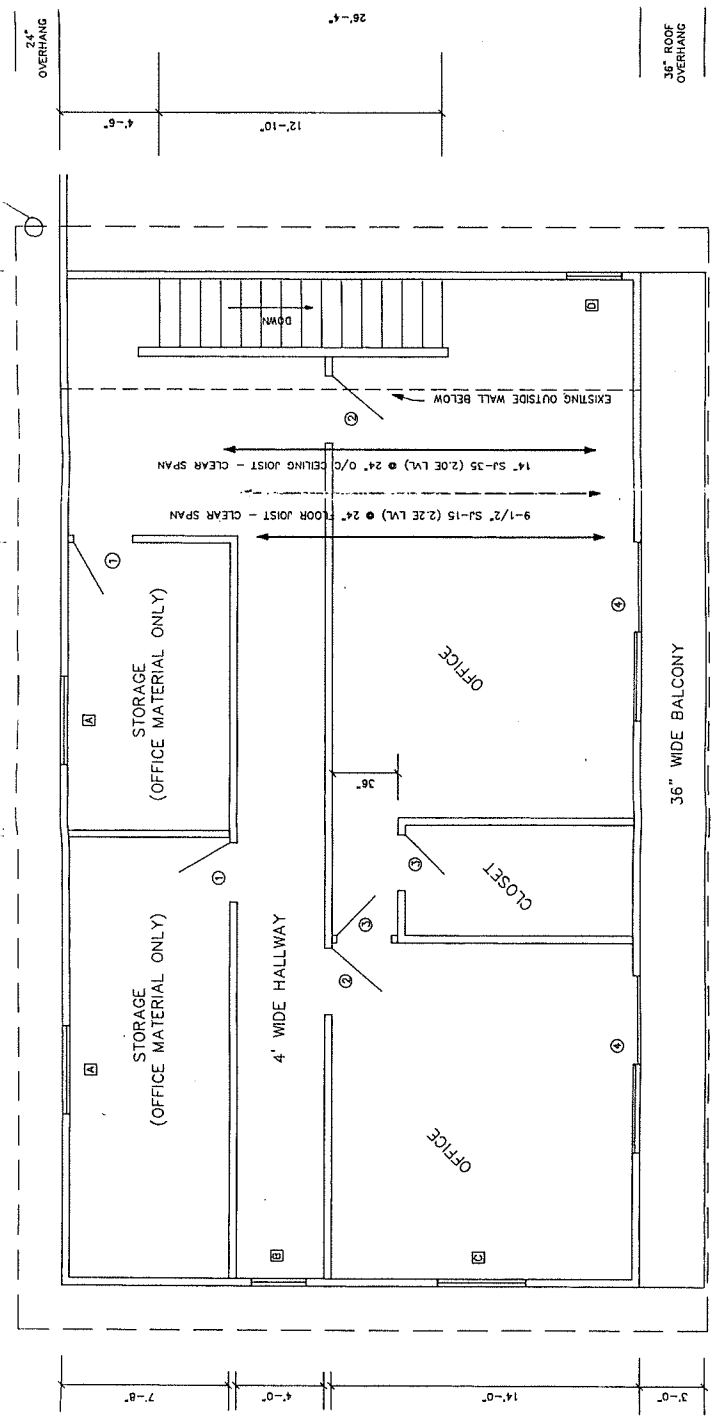 24"
OVERHANG
26'-4"
36" ROOF
OVERHANG
4'-6"
12'-10"
DOWN
D
EXISTING OUTSIDE WALL BELOW
2
14" SJ-35 (2.0E LVL) @ 24" O/C CEILING JOIST - CLEAR SPAN
9-1/2" SJ-15 (2.2E LVL) @ 24" FLOOR JOIST - CLEAR SPAN
1
A
STORAGE
(OFFICE MATERIAL ONLY)
OFFICE
4
36"
36" WIDE BALCONY
1
3
CLOSET
3
2
STORAGE
(OFFICE MATERIAL ONLY)
4' WIDE HALLWAY
A
4
OFFICE
B
C
7'-8"
4'-0"
14'-0"
3'-0"